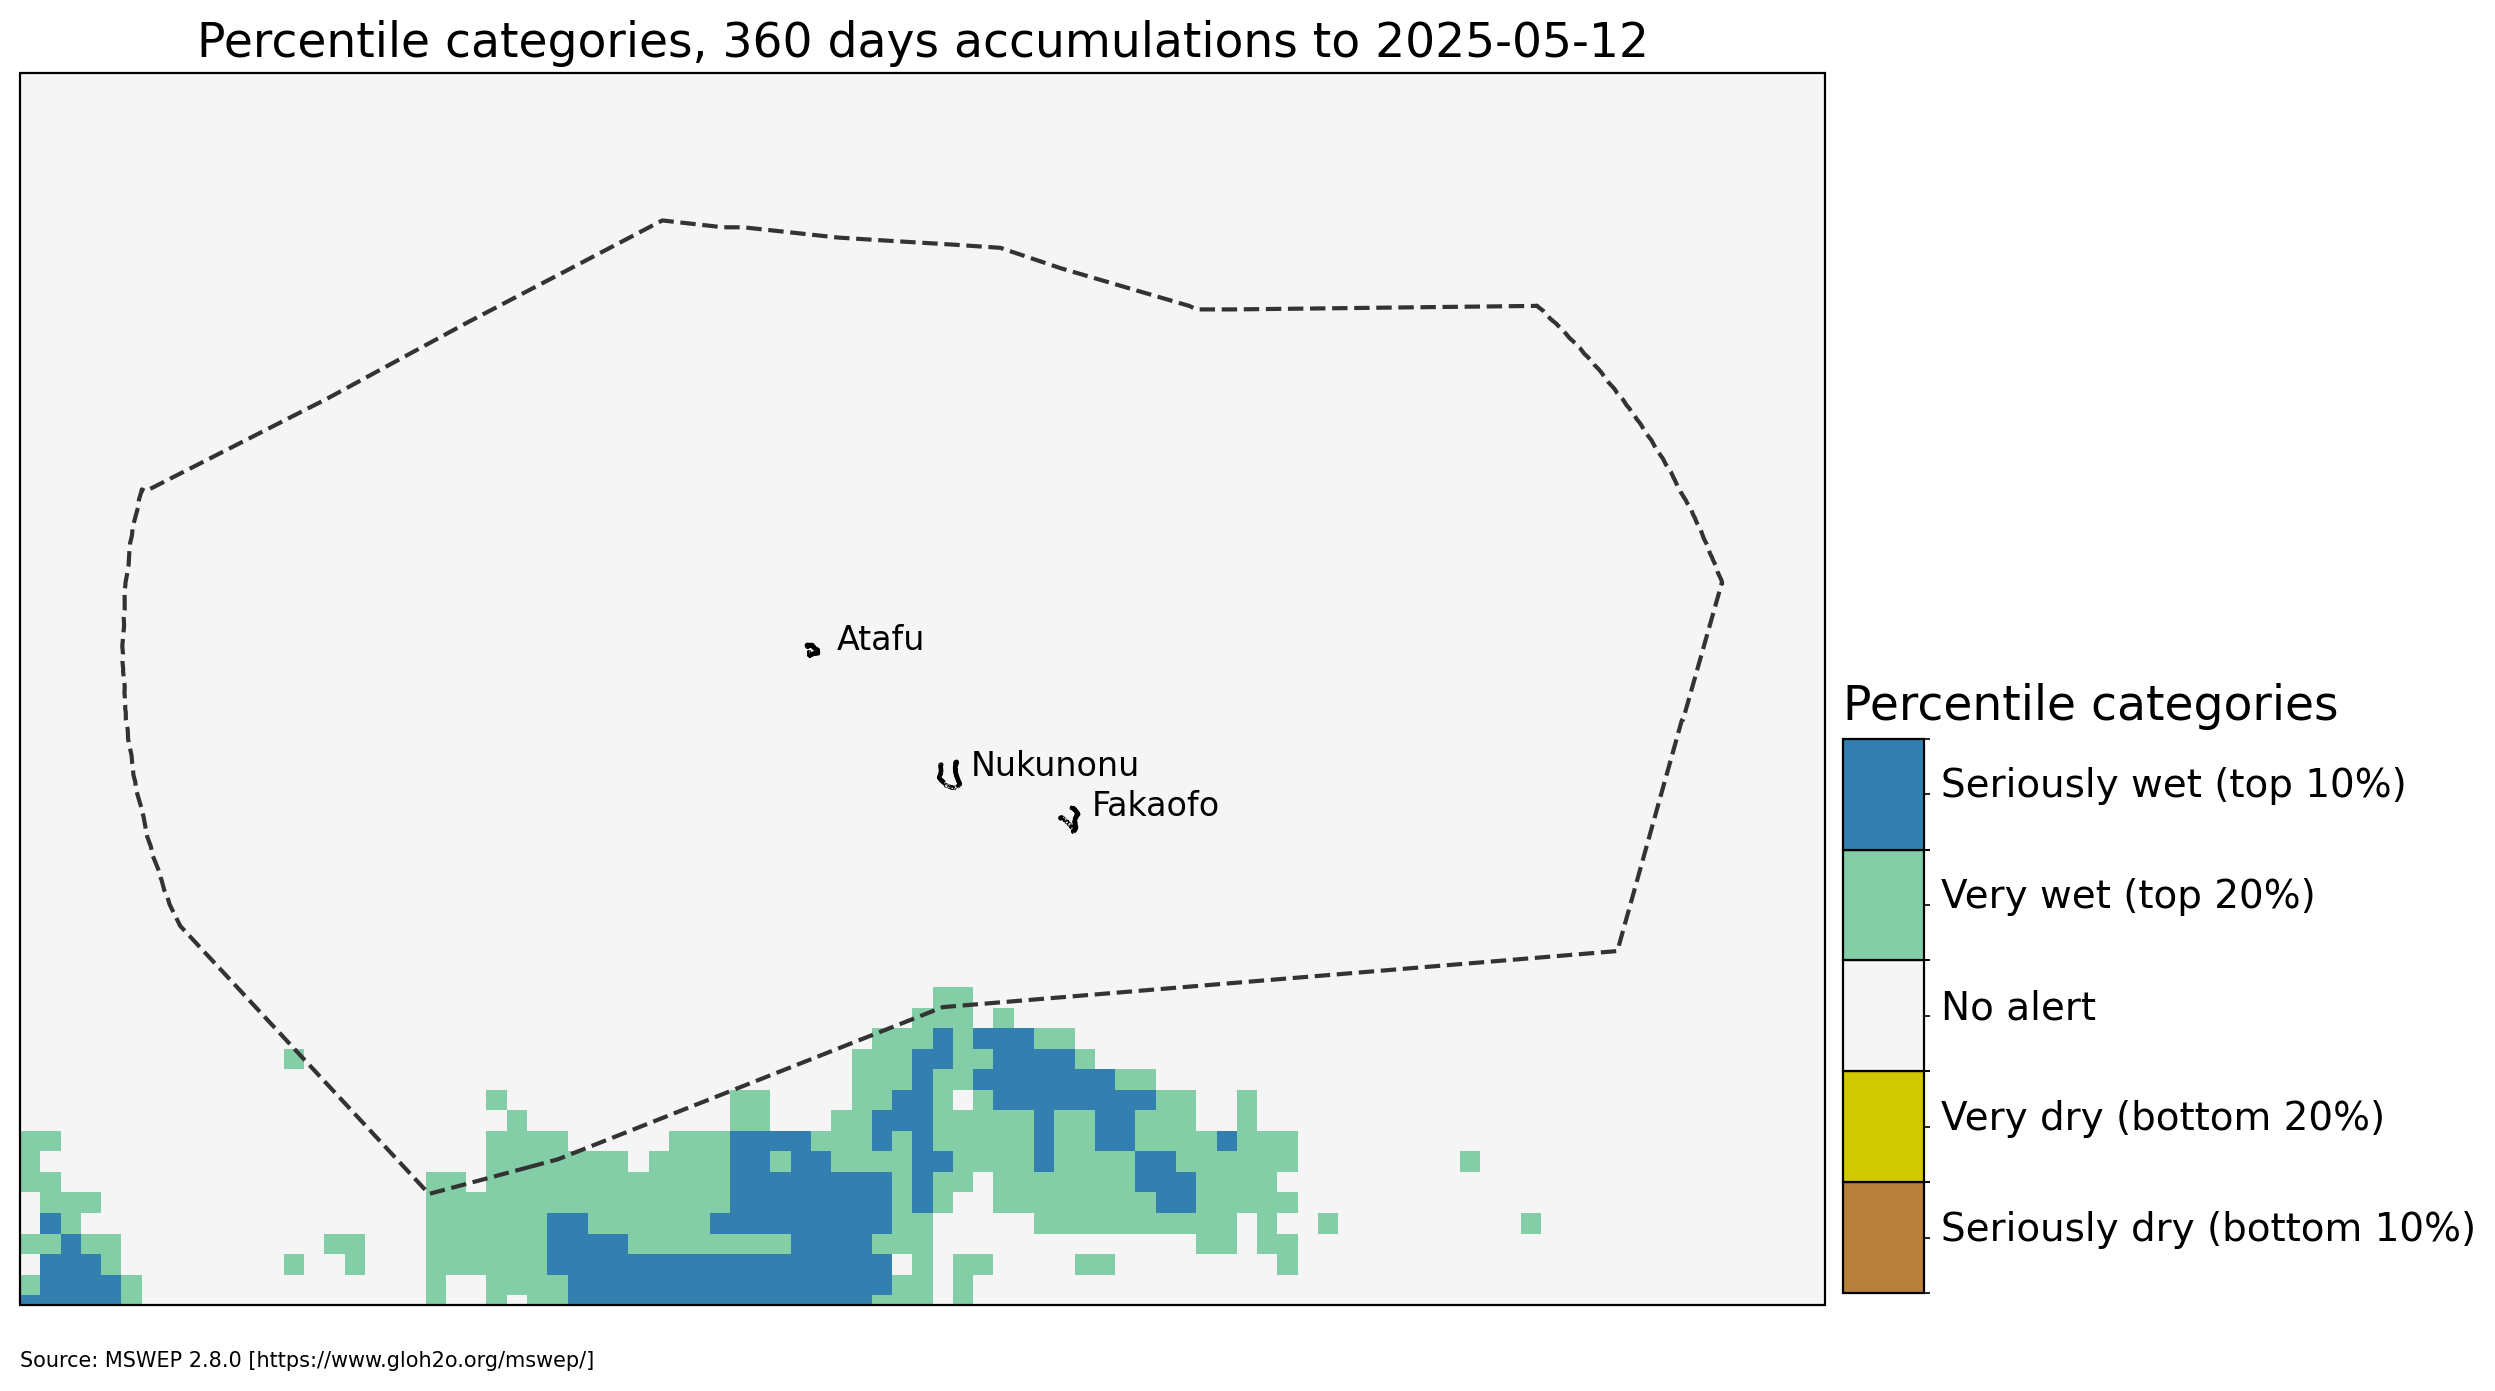 Percentile categories, 360 days accumulations to 2025-05-12
Atafu
Nukunonu
Fakaofo
Percentile categories
Seriously wet (top 10%)
Very wet (top 20%)
No alert
Very dry (bottom 20%)
Seriously dry (bottom 10%)
Source: MSWEP 2.8.0 [https://www.gloh2o.org/mswep/]